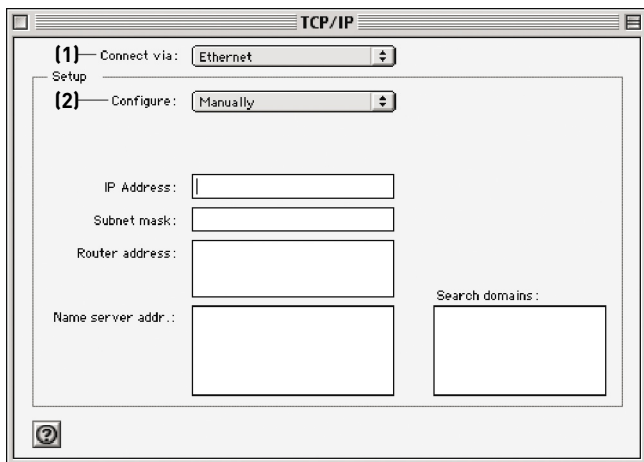 TCP/IP
(1) Connect via: Ethernet
Setup
(2) Configure: Manually
IP Address:
Subnet mask:
Router address:
Search domains:
Name server addr.:
?